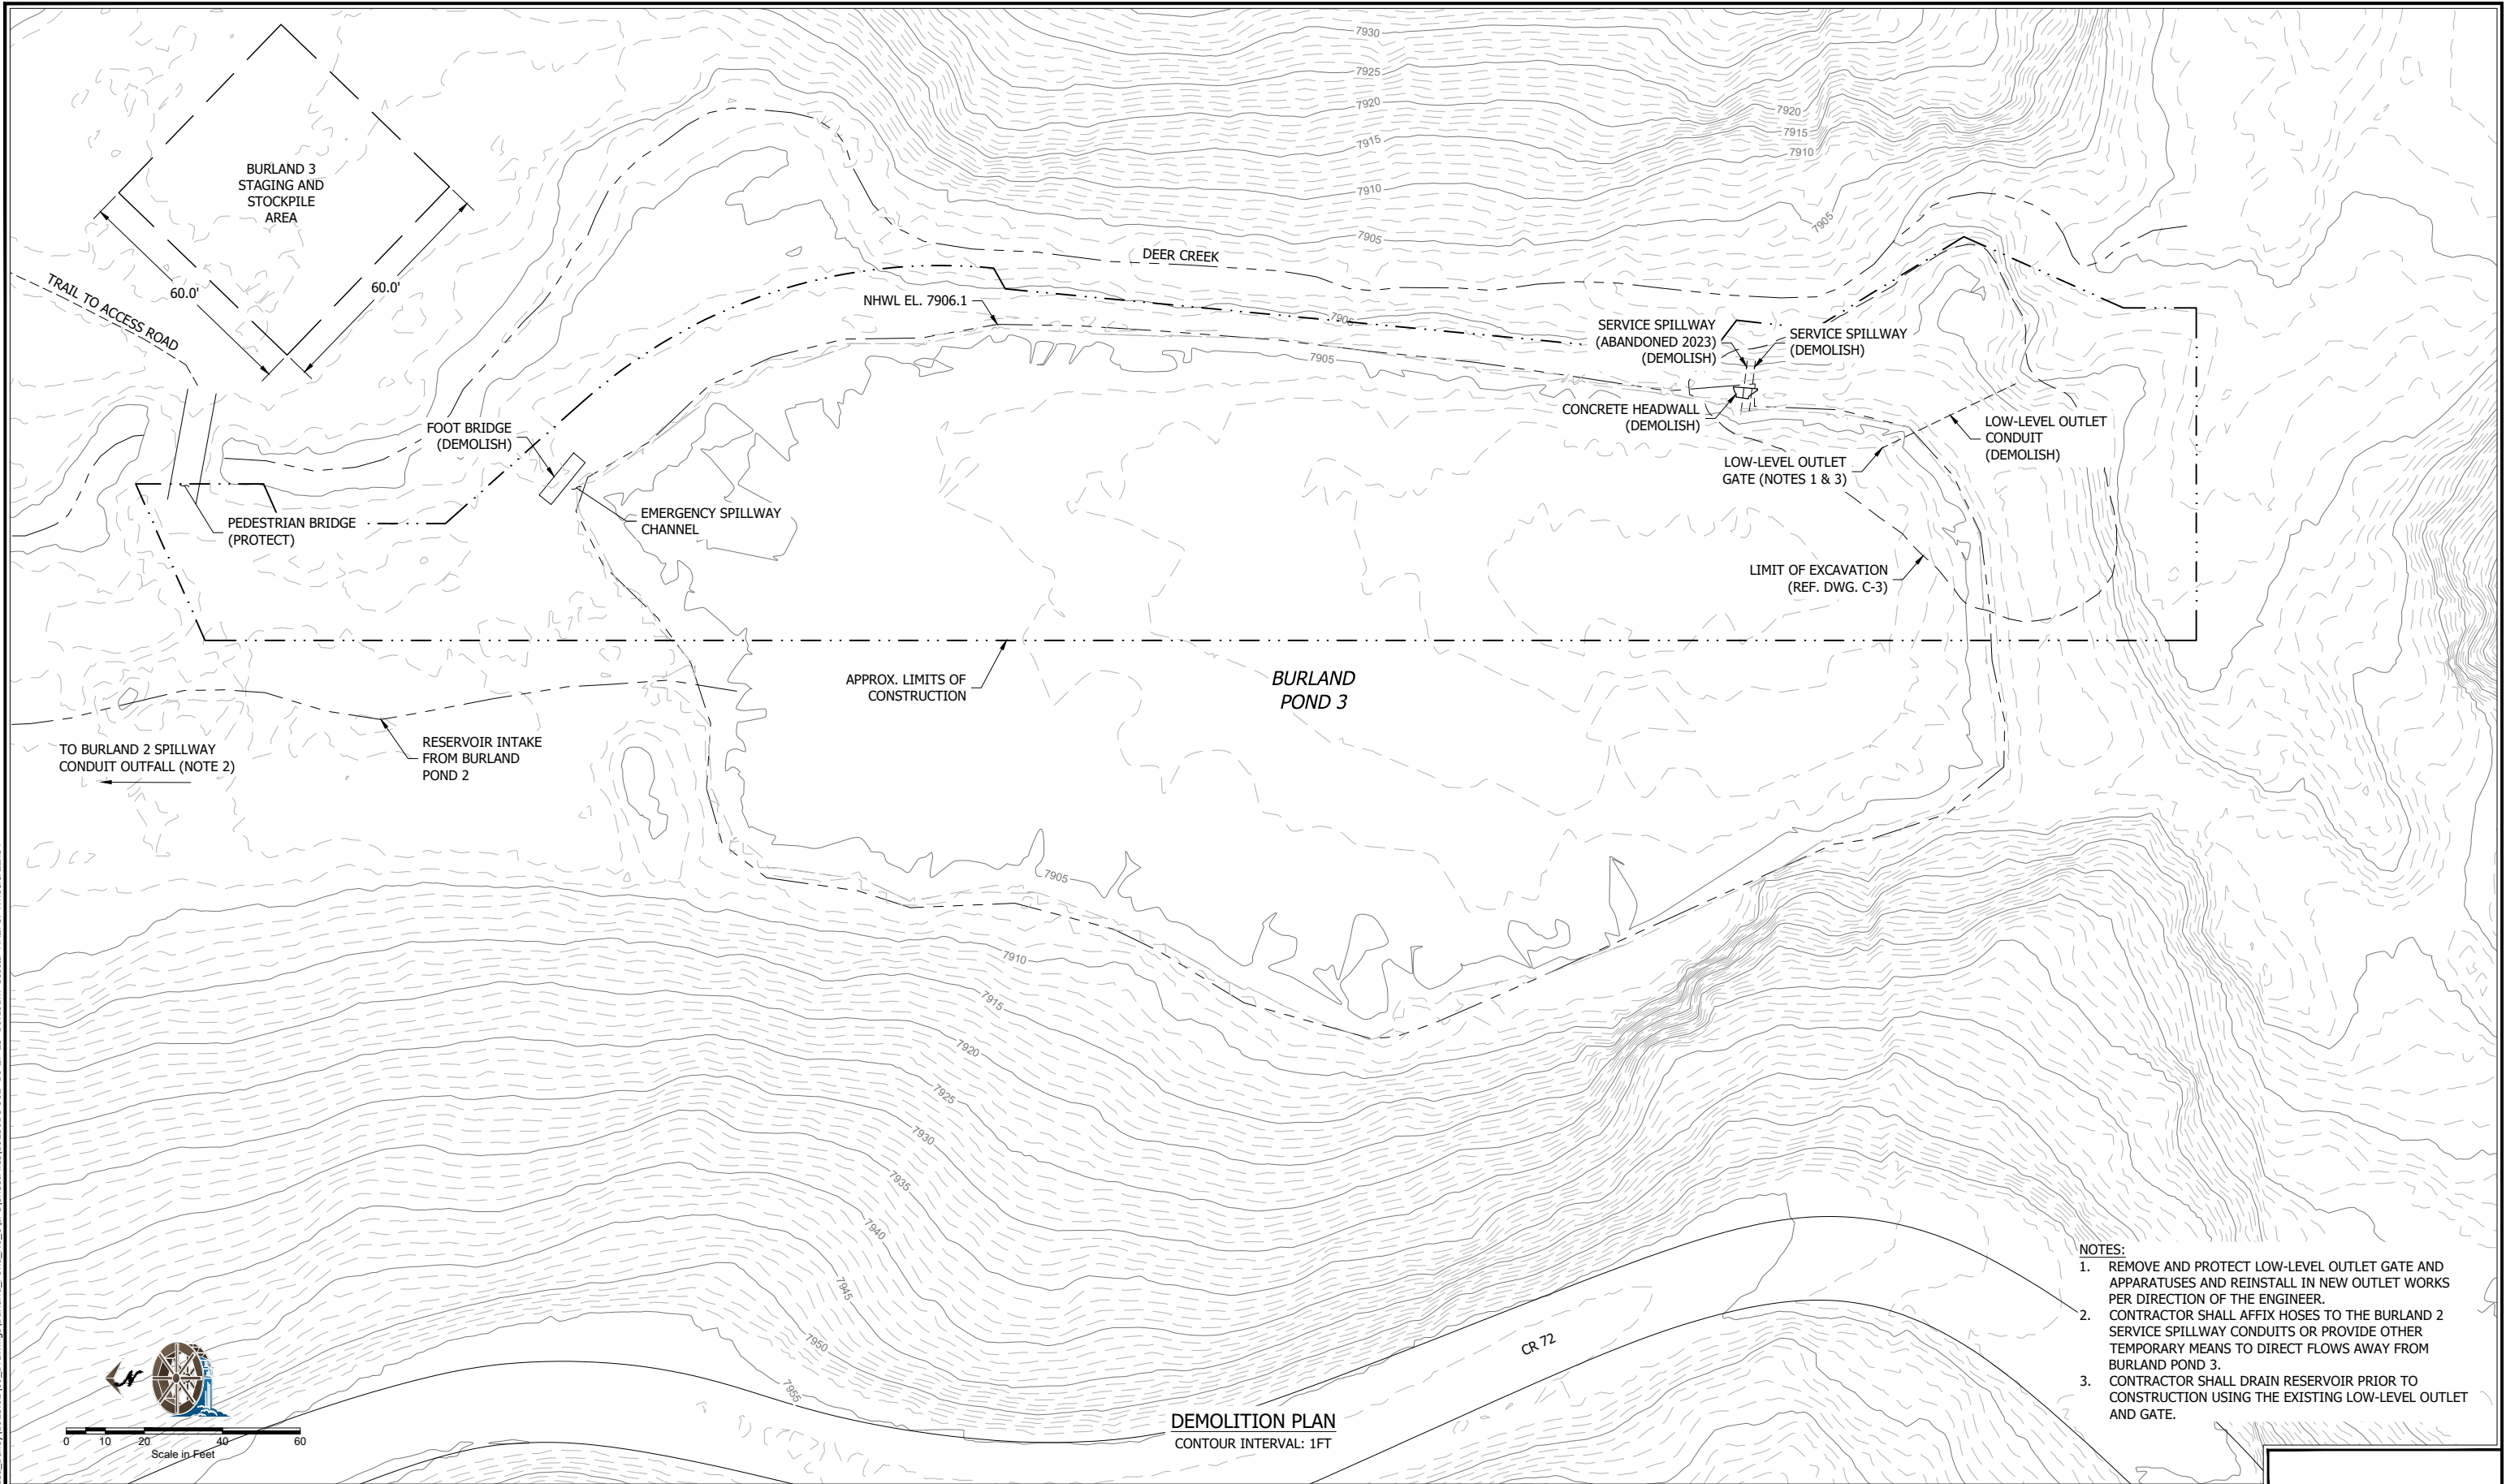 7930
7925
7920
7915
7910
7905
7920
7915
7910
7905
BURLAND 3
STAGING AND
STOCKPILE
AREA
60.0'
60.0'
TRAIL TO ACCESS ROAD
DEER CREEK
NHWL EL. 7906.1
7905
7905
SERVICE SPILLWAY
(ABANDONED 2023)
(DEMOLISH)
SERVICE SPILLWAY
(DEMOLISH)
CONCRETE HEADWALL
(DEMOLISH)
FOOT BRIDGE
(DEMOLISH)
LOW-LEVEL OUTLET
CONDUIT
(DEMOLISH)
LOW-LEVEL OUTLET
GATE (NOTES 1 & 3)
EMERGENCY SPILLWAY
CHANNEL
PEDESTRIAN BRIDGE
(PROTECT)
LIMIT OF EXCAVATION
(REF. DWG. C-3)
APPROX. LIMITS OF
CONSTRUCTION
BURLAND
POND 3
TO BURLAND 2 SPILLWAY
CONDUIT OUTFALL (NOTE 2)
RESERVOIR INTAKE
FROM BURLAND
POND 2
7905
7910
7915
7920
7925
7930
7935
7940
7945
7950
7955
CR 72
NOTES:
1. REMOVE AND PROTECT LOW-LEVEL OUTLET GATE AND
APPARATUSES AND REINSTALL IN NEW OUTLET WORKS
PER DIRECTION OF THE ENGINEER.
2. CONTRACTOR SHALL AFFIX HOSES TO THE BURLAND 2
SERVICE SPILLWAY CONDUITS OR PROVIDE OTHER
TEMPORARY MEANS TO DIRECT FLOWS AWAY FROM
BURLAND POND 3.
3. CONTRACTOR SHALL DRAIN RESERVOIR PRIOR TO
CONSTRUCTION USING THE EXISTING LOW-LEVEL OUTLET
AND GATE.
N
0 10 20 40 60
Scale in Feet
DEMOLITION PLAN
CONTOUR INTERVAL: 1FT